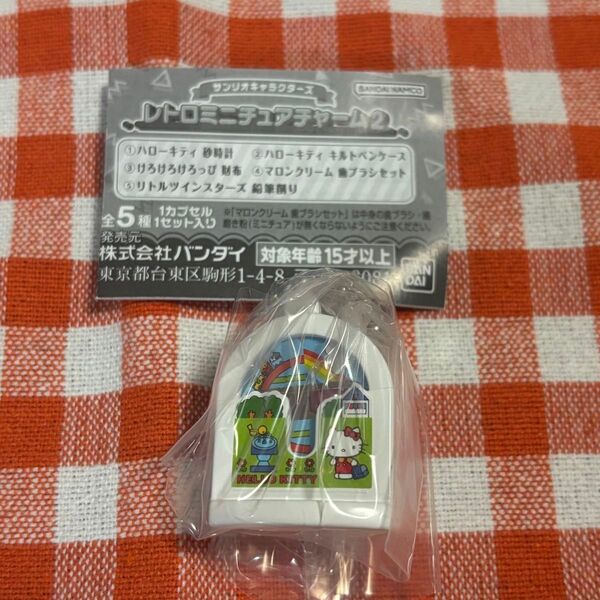 サンリオキャラクターズ
BANDAI NAMCO
レトロミニチュアチャーム2
①ハローキティ 砂時計 ②ハローキティ キルトペンケース
③けろけろけろっぴ 財布 ④マロンクリーム 歯ブラシセット
⑤リトルツインスターズ 鉛筆削り
全5種 1カプセル 1セット入り
※「マロンクリーム 歯ブラシセット」は中身の歯ブラシ・歯
磨き粉(ミニチュア)が無くならないようにご注意ください。
発売元
株式会社バンダイ 対象年齢15才以上
東京都台東区駒形1-4-8
BAN
DAI
HELLO KITTY